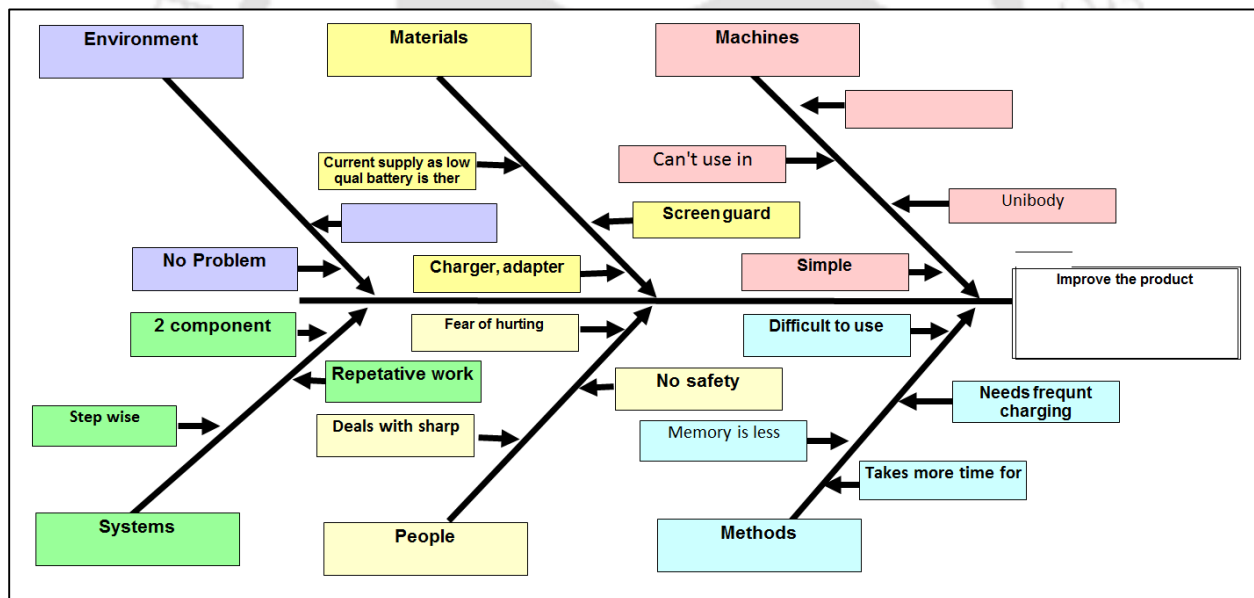 Environment
Materials
Machines
Current supply as low
qual battery is ther
Can't use in
Screen guard
Unibody
No Problem
Charger, adapter
Simple
Improve the product
2 component
Fear of hurting
Difficult to use
Repetative work
No safety
Needs frequnt
charging
Step wise
Deals with sharp
Memory is less
Takes more time for
Systems
People
Methods